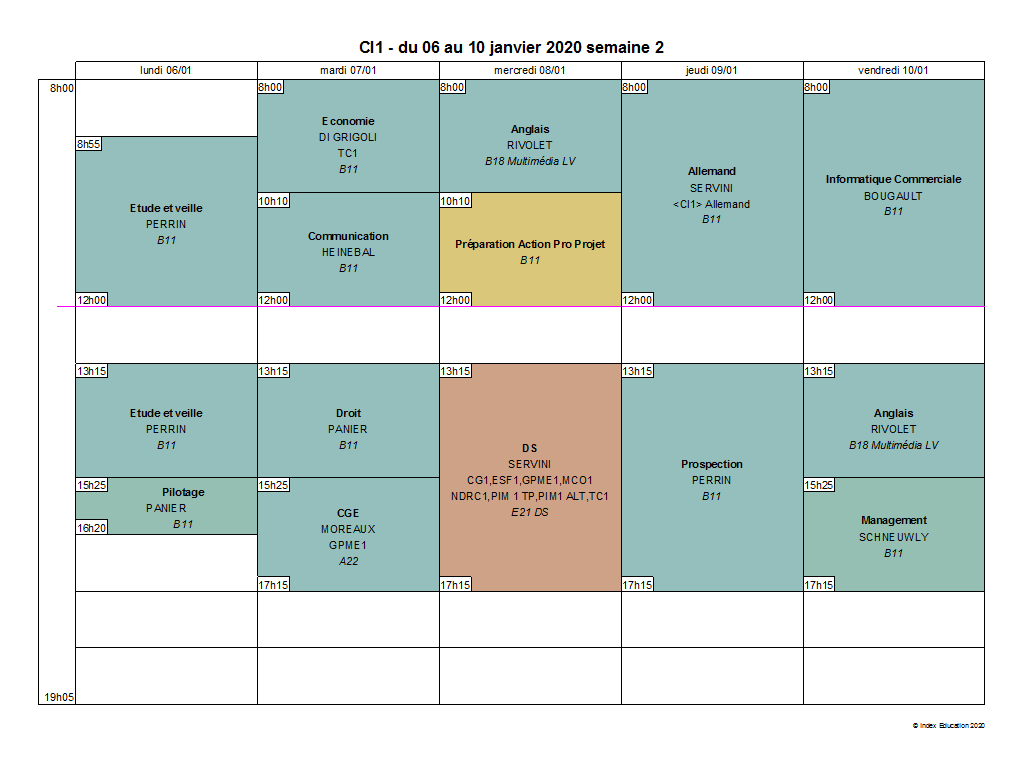 CI1 - du 06 au 10 janvier 2020 semaine 2
lundi 06/01
mardi 07/01
mercredi 08/01
jeudi 09/01
vendredi 10/01
8h00
8h55
Etude et veille
PERRIN
B11
12h00
13h15
Etude et veille
PERRIN
B11
15h25
Pilotage
PANIER
B11
16h20
8h00
Economie
DI GRIGOLI
TC1
B11
10h10
Communication
HEINEBAL
B11
12h00
13h15
Droit
PANIER
B11
15h25
CGE
MOREAUX
GPME1
A22
17h15
8h00
Anglais
RIVOLET
B18 Multimédia LV
10h10
Préparation Action Pro Projet
B11
12h00
13h15
DS
SERVINI
CG1,ESF1,GPME1,MCO1
NDRC1,PIM 1 TP,PIM1 ALT,TC1
E21 DS
17h15
8h00
Allemand
SERVINI
<CI1> Allemand
B11
12h00
13h15
Prospection
PERRIN
B11
17h15
8h00
Informatique Commerciale
BOUGAULT
B11
12h00
13h15
Anglais
RIVOLET
B18 Multimédia LV
15h25
Management
SCHNEUWLY
B11
17h15
19h05
© Index Education 2020